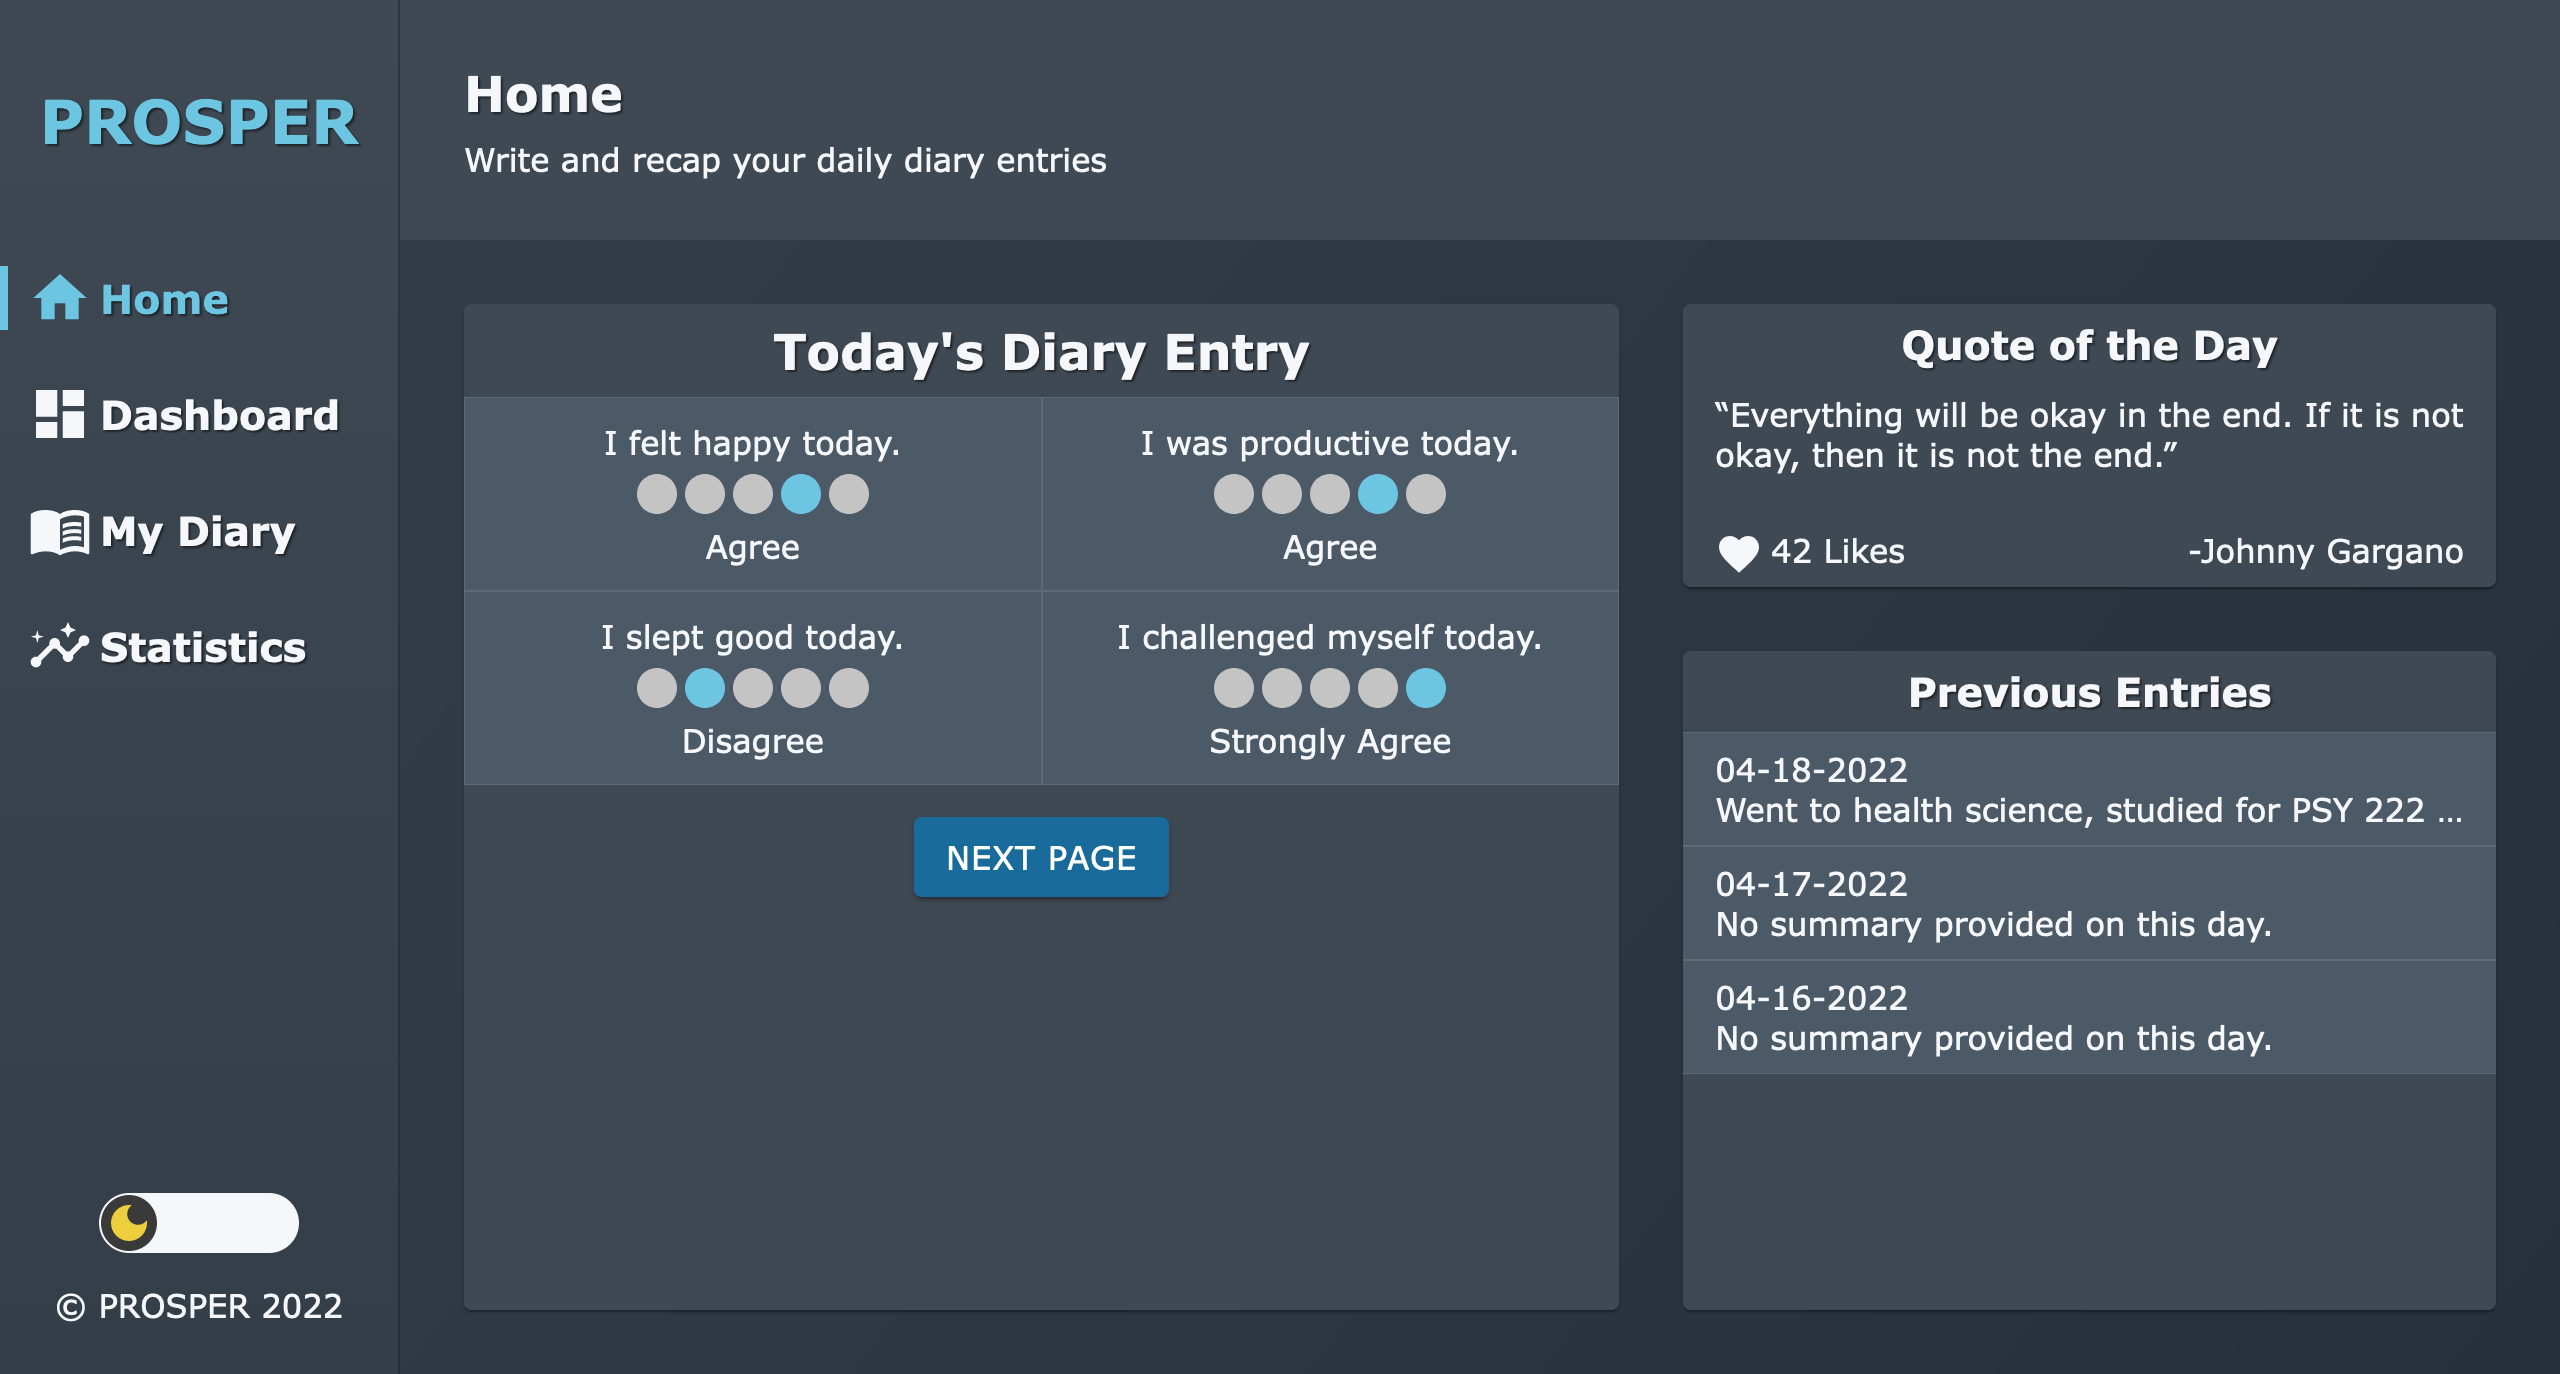 PROSPER
Home
Dashboard
My Diary
Statistics
© PROSPER 2022
Home
Write and recap your daily diary entries
Today's Diary Entry
I felt happy today.
Agree
I was productive today.
Agree
I slept good today.
Disagree
I challenged myself today.
Strongly Agree
NEXT PAGE
Quote of the Day
“Everything will be okay in the end. If it is not
okay, then it is not the end.”
42 Likes
-Johnny Gargano
Previous Entries
04-18-2022
Went to health science, studied for PSY 222 ...
04-17-2022
No summary provided on this day.
04-16-2022
No summary provided on this day.